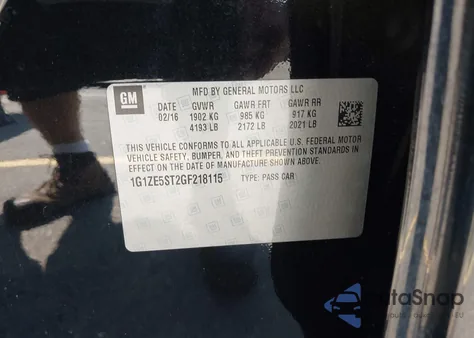 MFD BY GENERAL MOTORS LLC
GM
DATE GVWR GAWR FRT GAWR RR
02/16 1902 KG 985 KG 917 KG
4193 LB 2172 LB 2021 LB
THIS VEHICLE CONFORMS TO ALL APPLICABLE U.S. FEDERAL MOTOR
VEHICLE SAFETY, BUMPER, AND THEFT PREVENTION STANDARDS IN
EFFECT ON THE DATE OF MANUFACTURE SHOWN ABOVE.
1G1ZE5ST2GF218115 TYPE: PASS CAR
AutaSnap